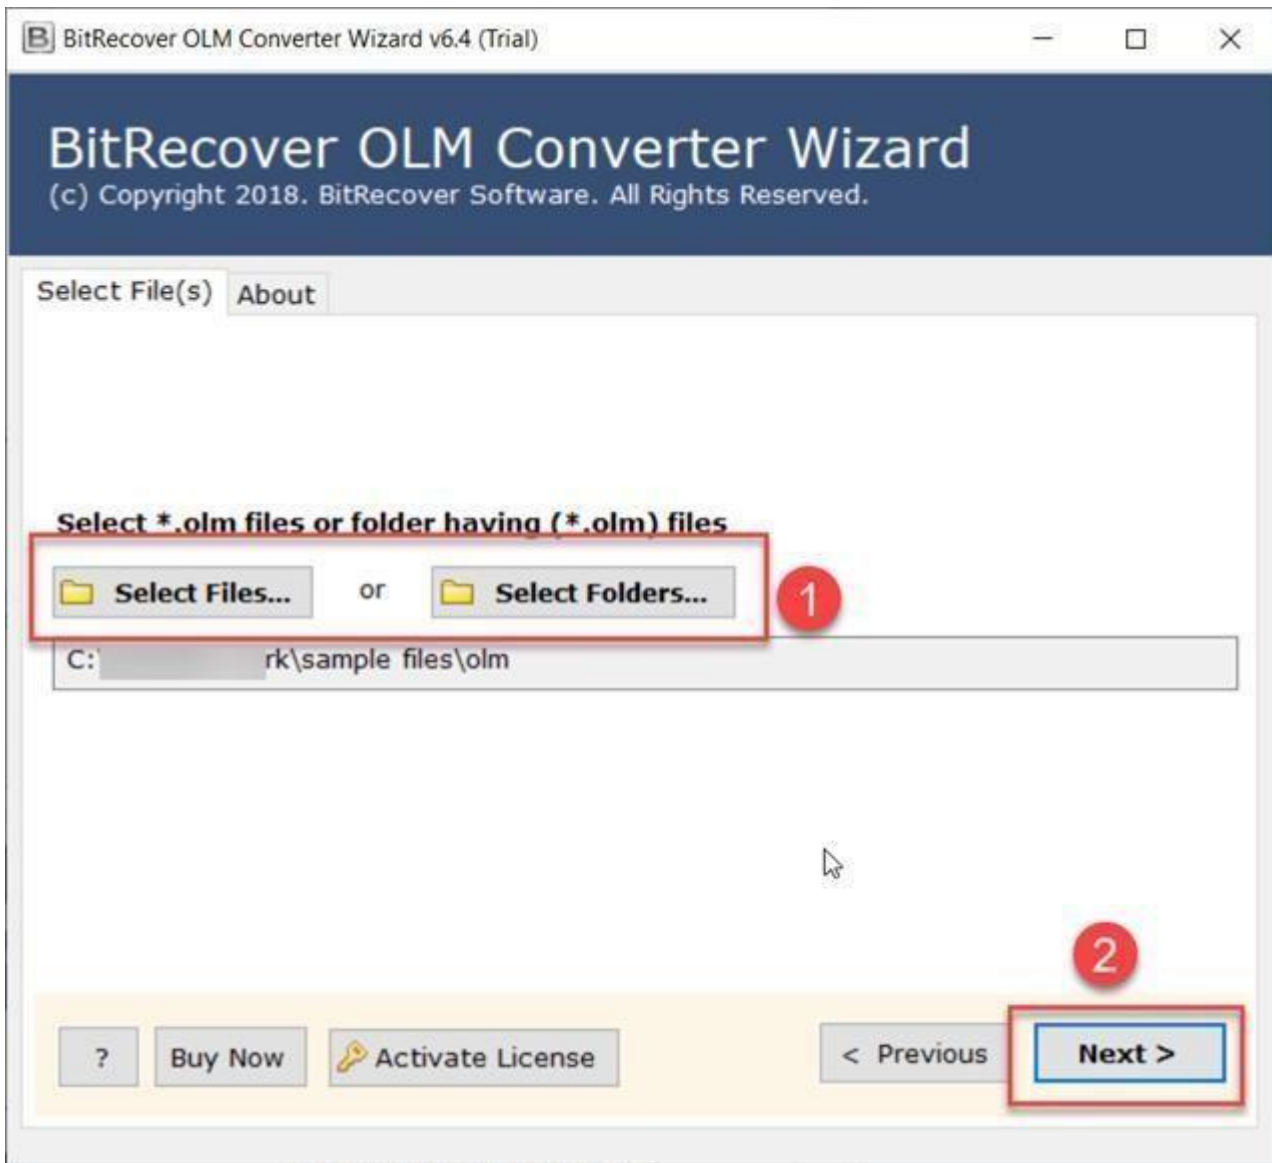 BitRecover OLM Converter Wizard v6.4 (Trial)
BitRecover OLM Converter Wizard
(c) Copyright 2018. BitRecover Software. All Rights Reserved.
Select File(s) About
Select *.olm files or folder having (*.olm) files
Select Files... or Select Folders... 1
C: rk\sample files\olm
2
? Buy Now Activate License < Previous Next >